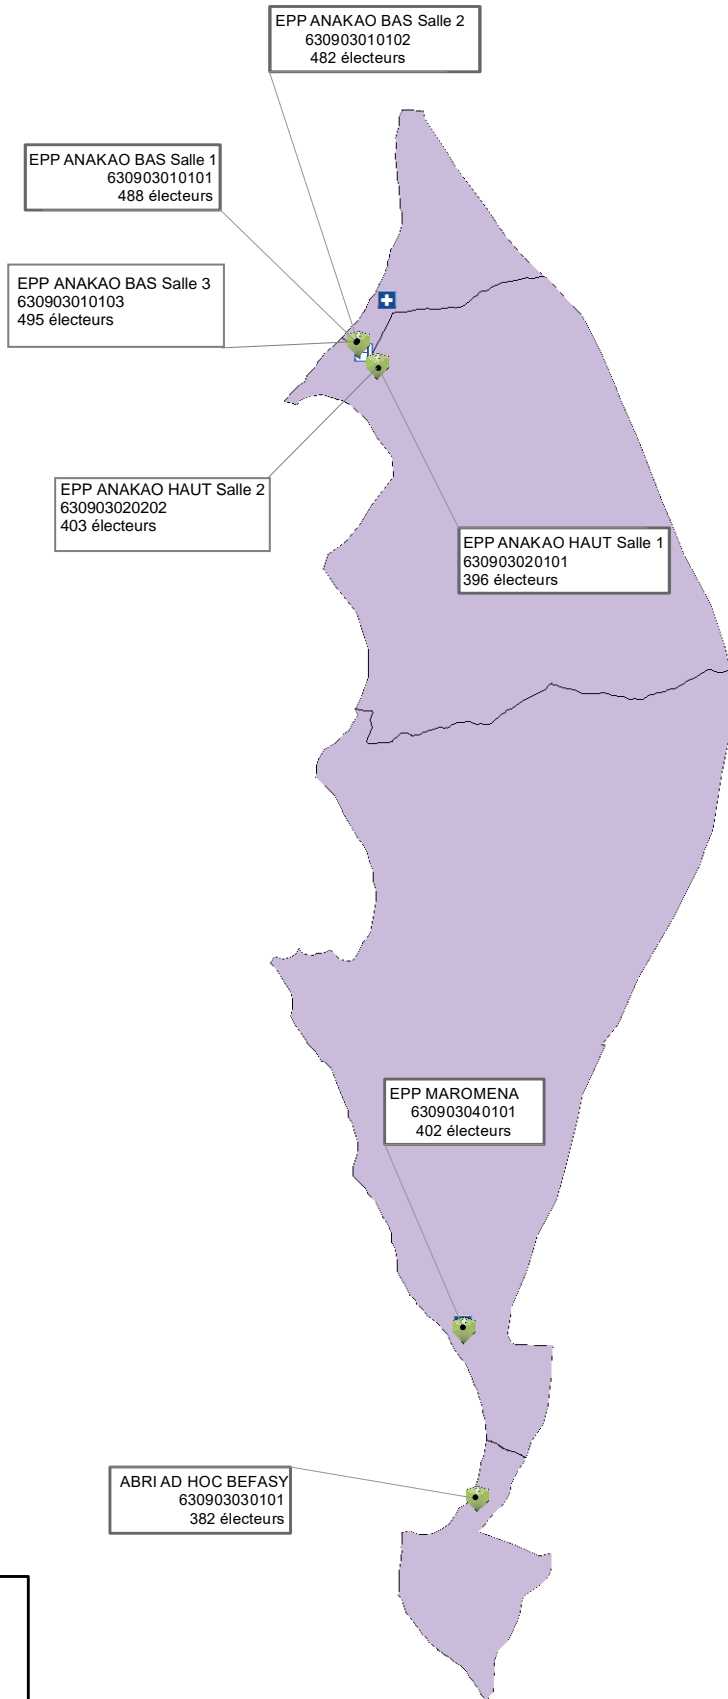 EPP ANAKAO BAS Salle 2
630903010102
482 électeurs
EPP ANAKAO BAS Salle 1
630903010101
488 électeurs
EPP ANAKAO BAS Salle 3
630903010103
495 électeurs
EPP ANAKAO HAUT Salle 2
630903020202
403 électeurs
EPP ANAKAO HAUT Salle 1
630903020101
396 électeurs
EPP MAROMENA
630903040101
402 électeurs
ABRI AD HOC BEFASY
630903030101
382 électeurs